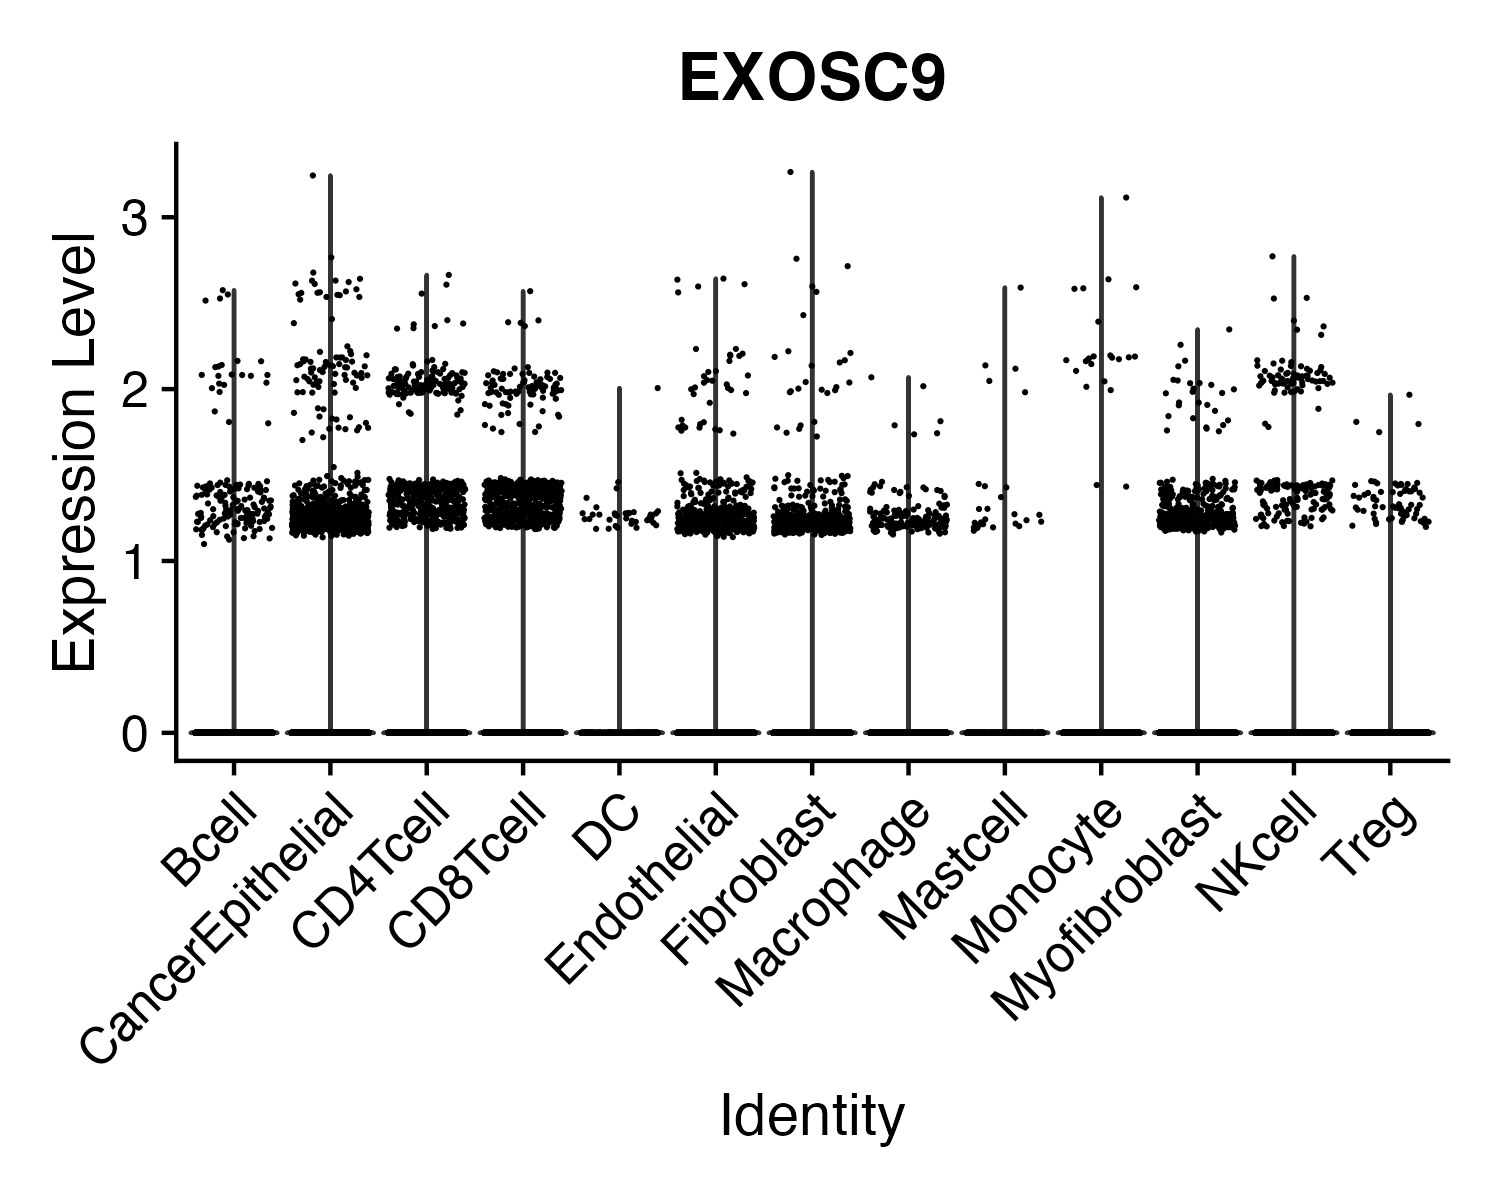 EXOSC9
Expression Level
3
2
1
0
Bcell
CancerEpithelial
CD4Tcell
CD8Tcell
DC
Endothelial
Fibroblast
Macrophage
Mastcell
Monocyte
Myofibroblast
NKcell
Treg
Identity